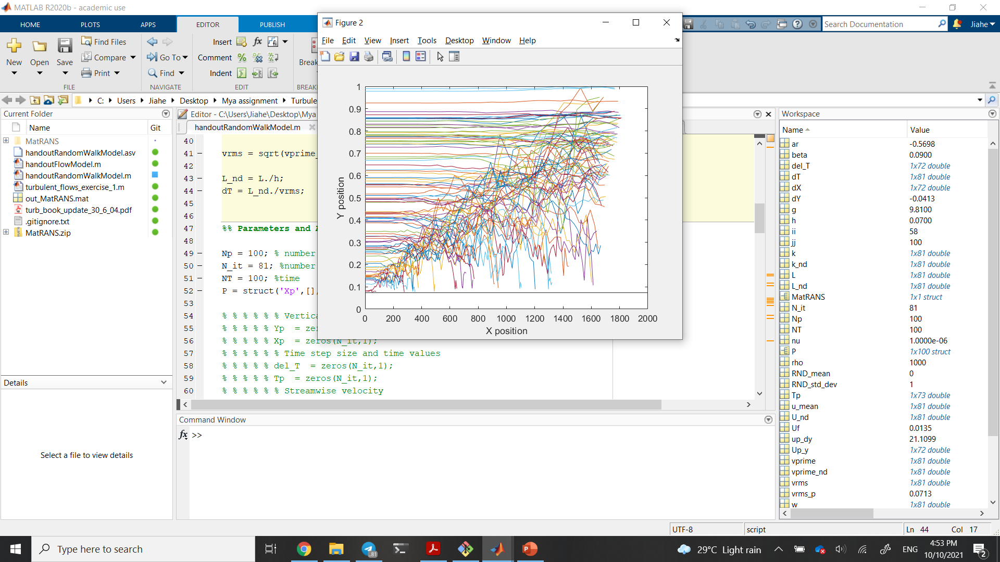 MATLAB R2020b - academic use
HOME PLOTS APPS EDITOR PUBLISH
Search Documentation
Jiahe
New
Open
Save
Find Files
Compare
Print
FILE
Go To
Find
NAVIGATE
Insert
fx
Comment
Indent
EDIT
Break
BREAK
C: Users Jiahe Desktop Mya assignment Turbule
Current Folder
Name Git
MatRANS
handoutRandomWalkModel.asv
handoutFlowModel.m
handoutRandomWalkModel.m
turbulent_flows_exercise_1.m
out_MatRANS.mat
turb_book_update_30_6_04.pdf
.gitignore.txt
MatRANS.zip
Details
Select a file to view details
Editor - C:\Users\Jiahe\Desktop\Mya
handoutRandomWalkModel.m
40
41 vrms = sqrt(vprime_
42
43 L_nd = L./h;
44 dT = L_nd./vrms;
45
46
47 %% Parameters and
48
49 Np = 100; % number
50 N_it = 81; %number
51 NT = 100; %time
52 P = struct('Xp',[],
53
54 % % % % % % Vertica
55 % % % % % Yp = zer
56 % % % % % Xp = zeros(N_it,1);
57 % % % % % % Time step size and time values
58 % % % % % del_T = zeros(N_it,1);
59 % % % % % Tp = zeros(N_it,1);
60 % % % % % % Streamwise velocity
Command Window
fx >>
Figure 2
File Edit View Insert Tools Desktop Window Help
1
0.9
0.8
0.7
0.6
0.5
0.4
0.3
0.2
0.1
0
Y position
0 200 400 600 800 1000 1200 1400 1600 1800 2000
X position
Workspace
Name Value
ar -0.5698
beta 0.0900
del_T 1x72 double
dT 1x81 double
dX 1x72 double
dY -0.0413
g 9.8100
h 0.0700
ii 58
jj 100
k 1x81 double
k_nd 1x81 double
L 1x81 double
L_nd 1x81 double
MatRANS 1x1 struct
N_it 81
Np 100
NT 100
nu 1.0000e-06
P 1x100 struct
rho 1000
RND_mean 0
RND_std_dev 1
Tp 1x73 double
u_mean 1x81 double
U_nd 1x81 double
Uf 0.0135
up_dy 21.1099
Up_y 1x72 double
vprime 1x81 double
vprime_nd 1x81 double
vrms 1x81 double
vrms_p 0.0713
w 1x81 double
UTF-8 script Ln 44 Col 17
Type here to search
81
29°C Light rain
ENG
4:53 PM
10/10/2021
2